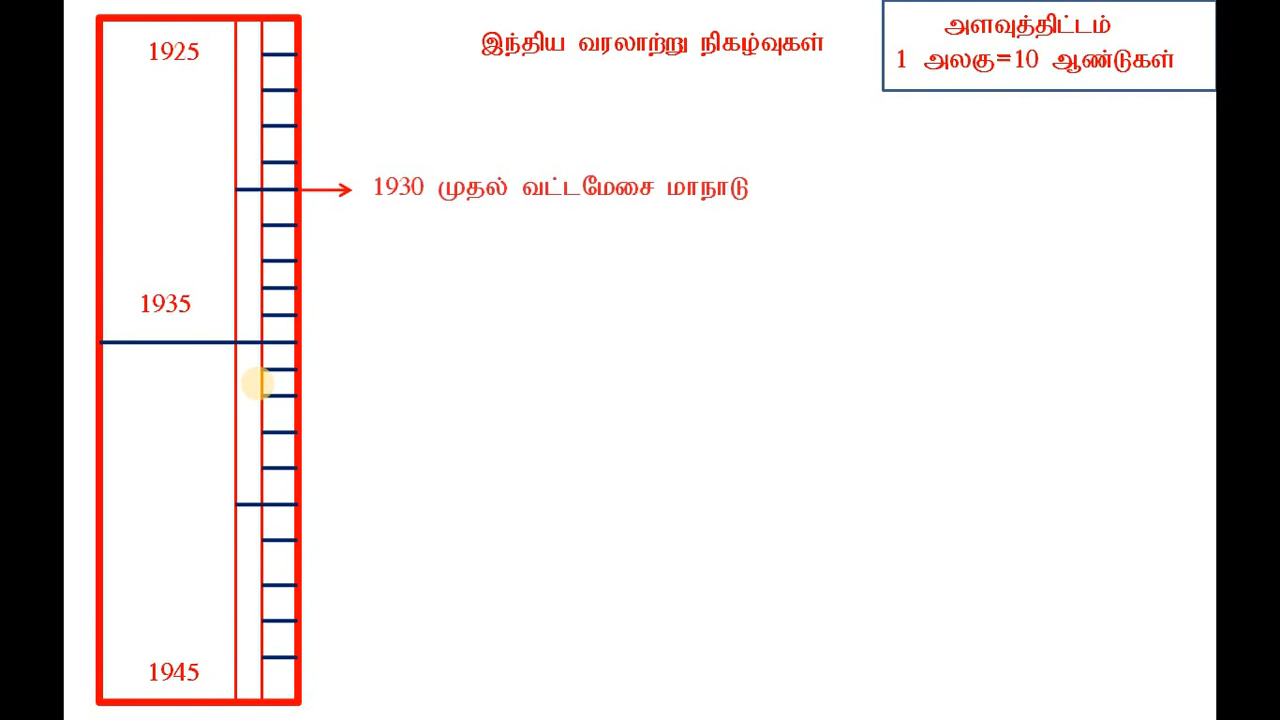 இந்திய வரலாற்று நிகழ்வுகள்
அளவுத்திட்டம்
1 அலகு=10 ஆண்டுகள்
1925
1930 முதல் வட்டமேசை மாநாடு
1935
1945